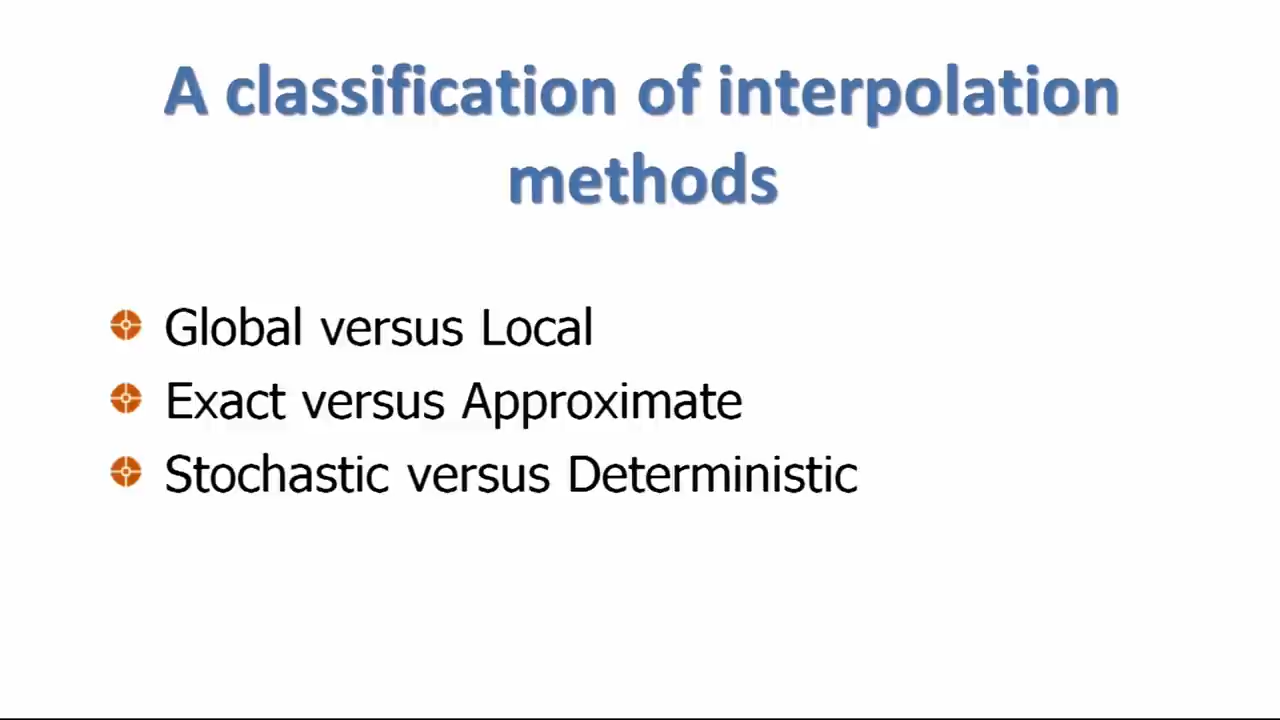 A classification of interpolation
methods
Global versus Local
Exact versus Approximate
Stochastic versus Deterministic